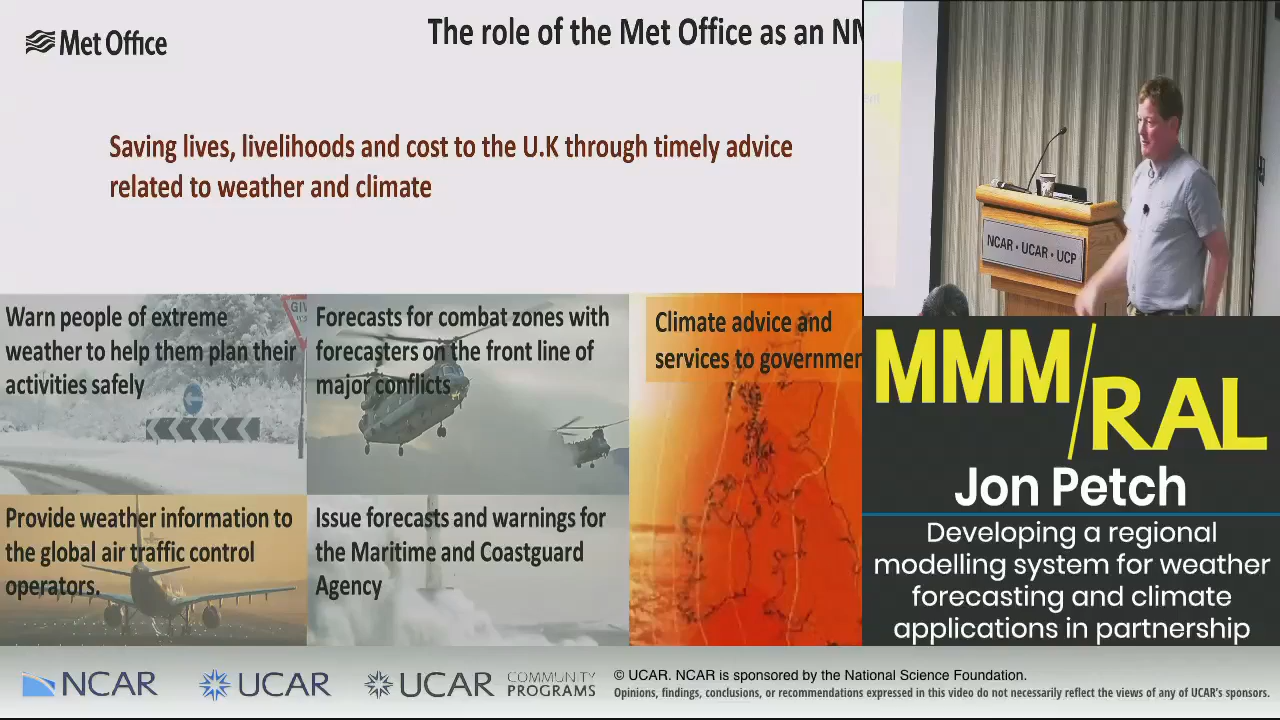 Met Office
The role of the Met Office as an NM
Saving lives, livelihoods and cost to the U.K through timely advice
related to weather and climate
Warn people of extreme
weather to help them plan their
activities safely
Forecasts for combat zones with
forecasters on the front line of
major conflicts
Climate advice and
services to governmen
Provide weather information to
the global air traffic control
operators.
Issue forecasts and warnings for
the Maritime and Coastguard
Agency
GIV
NCAR • UCAR • UCP
MMM/
RAL
Jon Petch
Developing a regional
modelling system for weather
forecasting and climate
applications in partnership
NCAR
UCAR
UCAR
COMMUNITY
PROGRAMS
© UCAR. NCAR is sponsored by the National Science Foundation.
Opinions, findings, conclusions, or recommendations expressed in this video do not necessarily reflect the views of any of UCAR's sponsors.